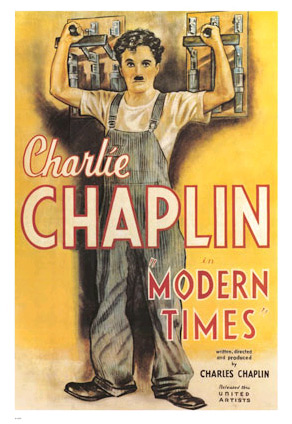 Charlie
CHAPLIN
in
"MODERN
TIMES"
written, directed
and produced
by
CHARLES CHAPLIN
Released thru
UNITED
ARTISTS